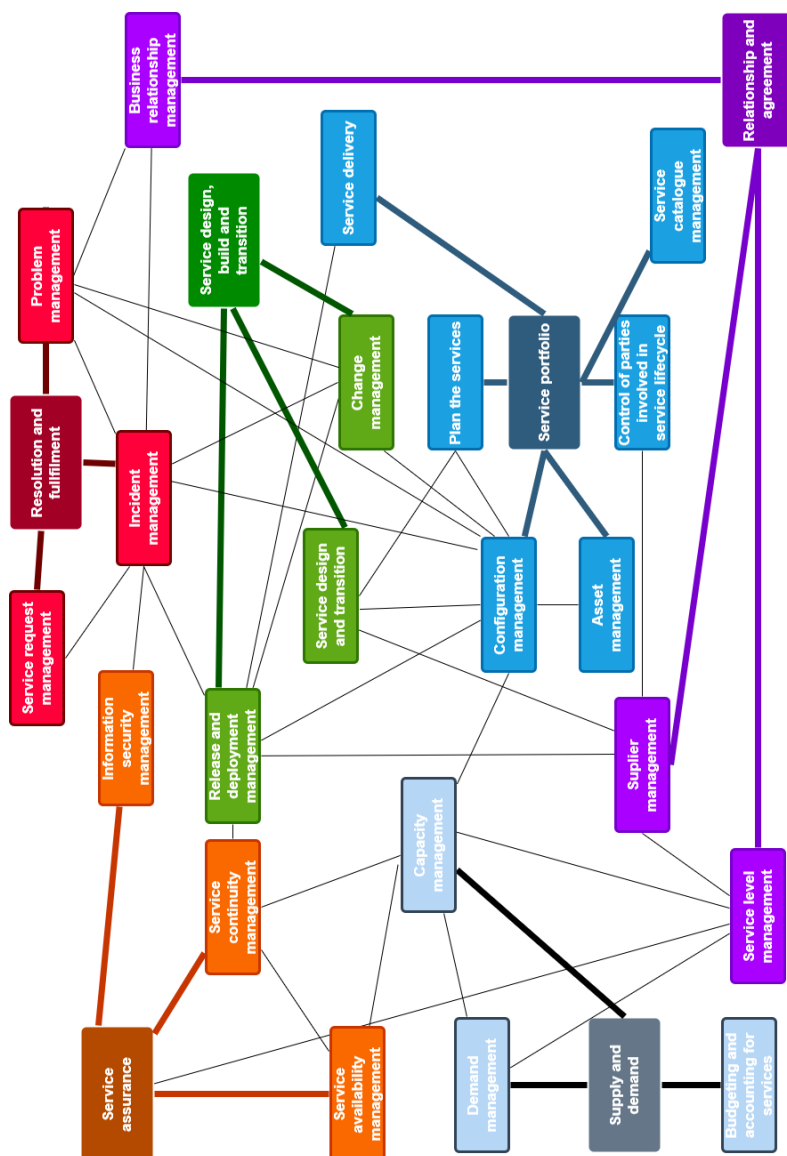 Service request
management
Resolution and
fullfilment
Problem
management
Service
assurance
Information
security
management
Incident
management
Business
relationship
management
Service
continuity
management
Release and
deployment
management
Service design,
build and
transition
Service
availability
management
Service design
and transition
Change
management
Service delivery
Capacity
management
Plan the services
Demand
management
Configuration
management
Service portfolio
Supply and
demand
Suplier
management
Asset
management
Control of parties
involved in
service lifecycle
Service
catalogue
management
Budgeting and
accounting for
services
Service level
management
Relationship and
agreement